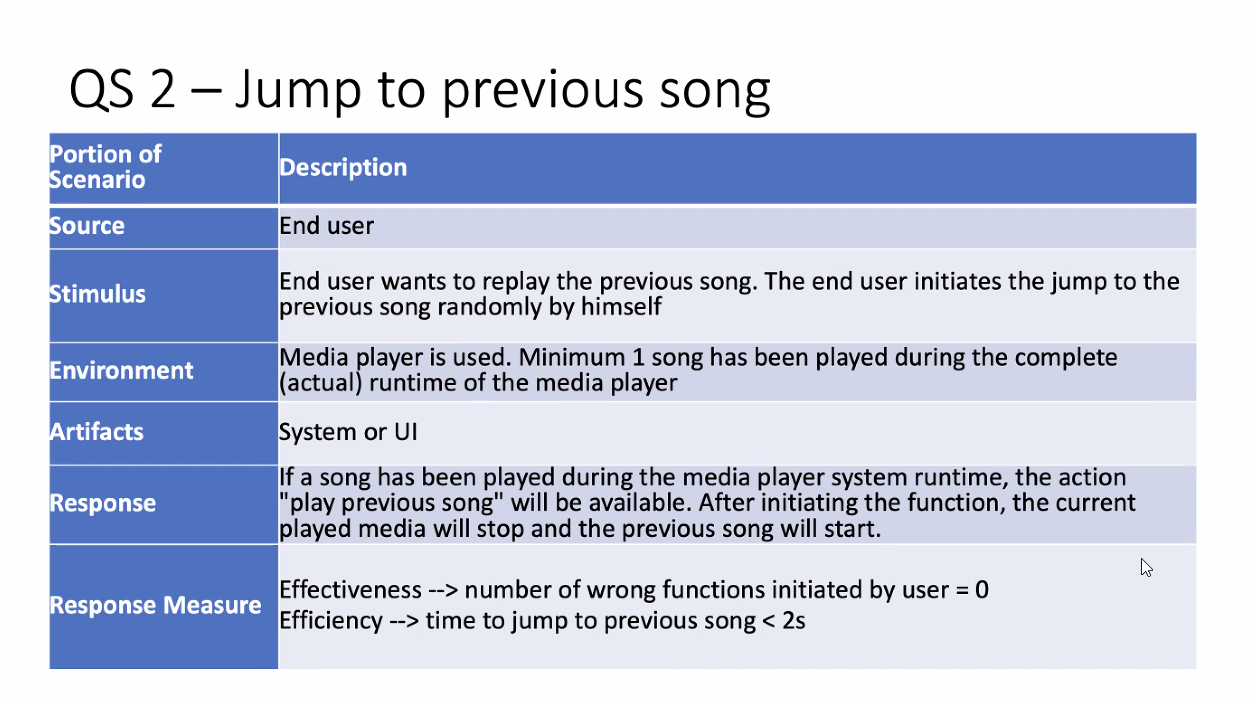 QS 2 – Jump to previous song
Portion of
Scenario
Description
Source
End user
Stimulus
End user wants to replay the previous song. The end user initiates the jump to the
previous song randomly by himself
Environment
Media player is used. Minimum 1 song has been played during the complete
(actual) runtime of the media player
Artifacts
System or UI
Response
If a song has been played during the media player system runtime, the action
"play previous song" will be available. After initiating the function, the current
played media will stop and the previous song will start.
Response Measure
Effectiveness --> number of wrong functions initiated by user = 0
Efficiency --> time to jump to previous song < 2s